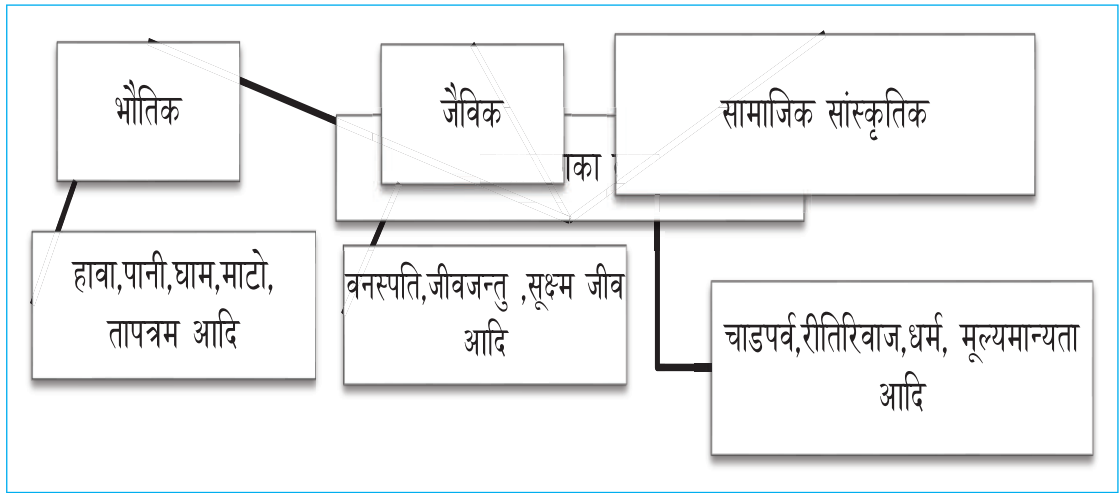 भौतिक
जैविक
सामाजिक सांस्कृतिक
ाका
हावा,पानी,घाम,माटो,
तापत्रम आदि
वनस्पति,जीवजन्तु ,सूक्ष्म जीव
आदि
चाडपर्व,रीतिरिवाज,धर्म, मूल्यमान्यता
आदि